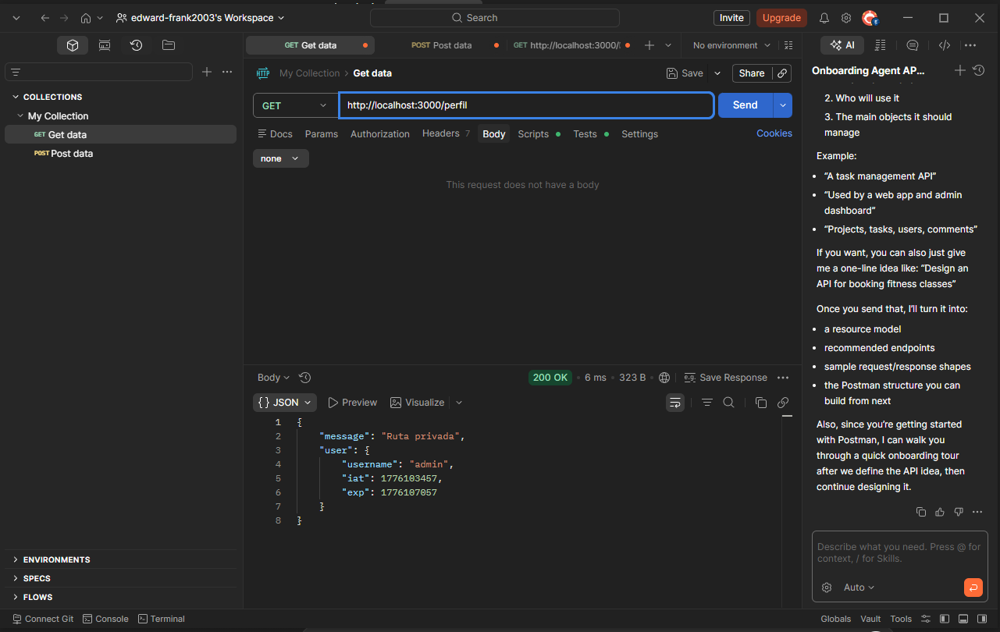 edward-frank2003's Workspace
Search
Invite
Upgrade
GET Get data
POST Post data
GET http://localhost:3000/
No environment
AI
COLLECTIONS
My Collection
GET Get data
POST Post data
ENVIRONMENTS
SPECS
FLOWS
HTTP
My Collection › Get data
Save
Share
GET
http://localhost:3000/perfil
Send
Docs
Params
Authorization
Headers 7
Body
Scripts
Tests
Settings
Cookies
none
This request does not have a body
Body
200 OK • 6 ms • 323 B
e.g. Save Response
{} JSON
Preview
Visualize
1 {
2 "message": "Ruta privada",
3 "user": {
4 "username": "admin",
5 "iat": 1776103457,
6 "exp": 1776107057
7 }
8 }
Onboarding Agent AP...
2. Who will use it
3. The main objects it should
manage
Example:
• “A task management API”
• “Used by a web app and admin
dashboard”
• “Projects, tasks, users, comments”
If you want, you can also just give
me a one-line idea like: “Design an
API for booking fitness classes”
Once you send that, I’ll turn it into:
• a resource model
• recommended endpoints
• sample request/response shapes
• the Postman structure you can
build from next
Also, since you’re getting started
with Postman, I can walk you
through a quick onboarding tour
after we define the API idea, then
continue designing it.
Describe what you need. Press @ for
context, / for Skills.
Auto
Connect Git
Console
Terminal
Globals
Vault
Tools